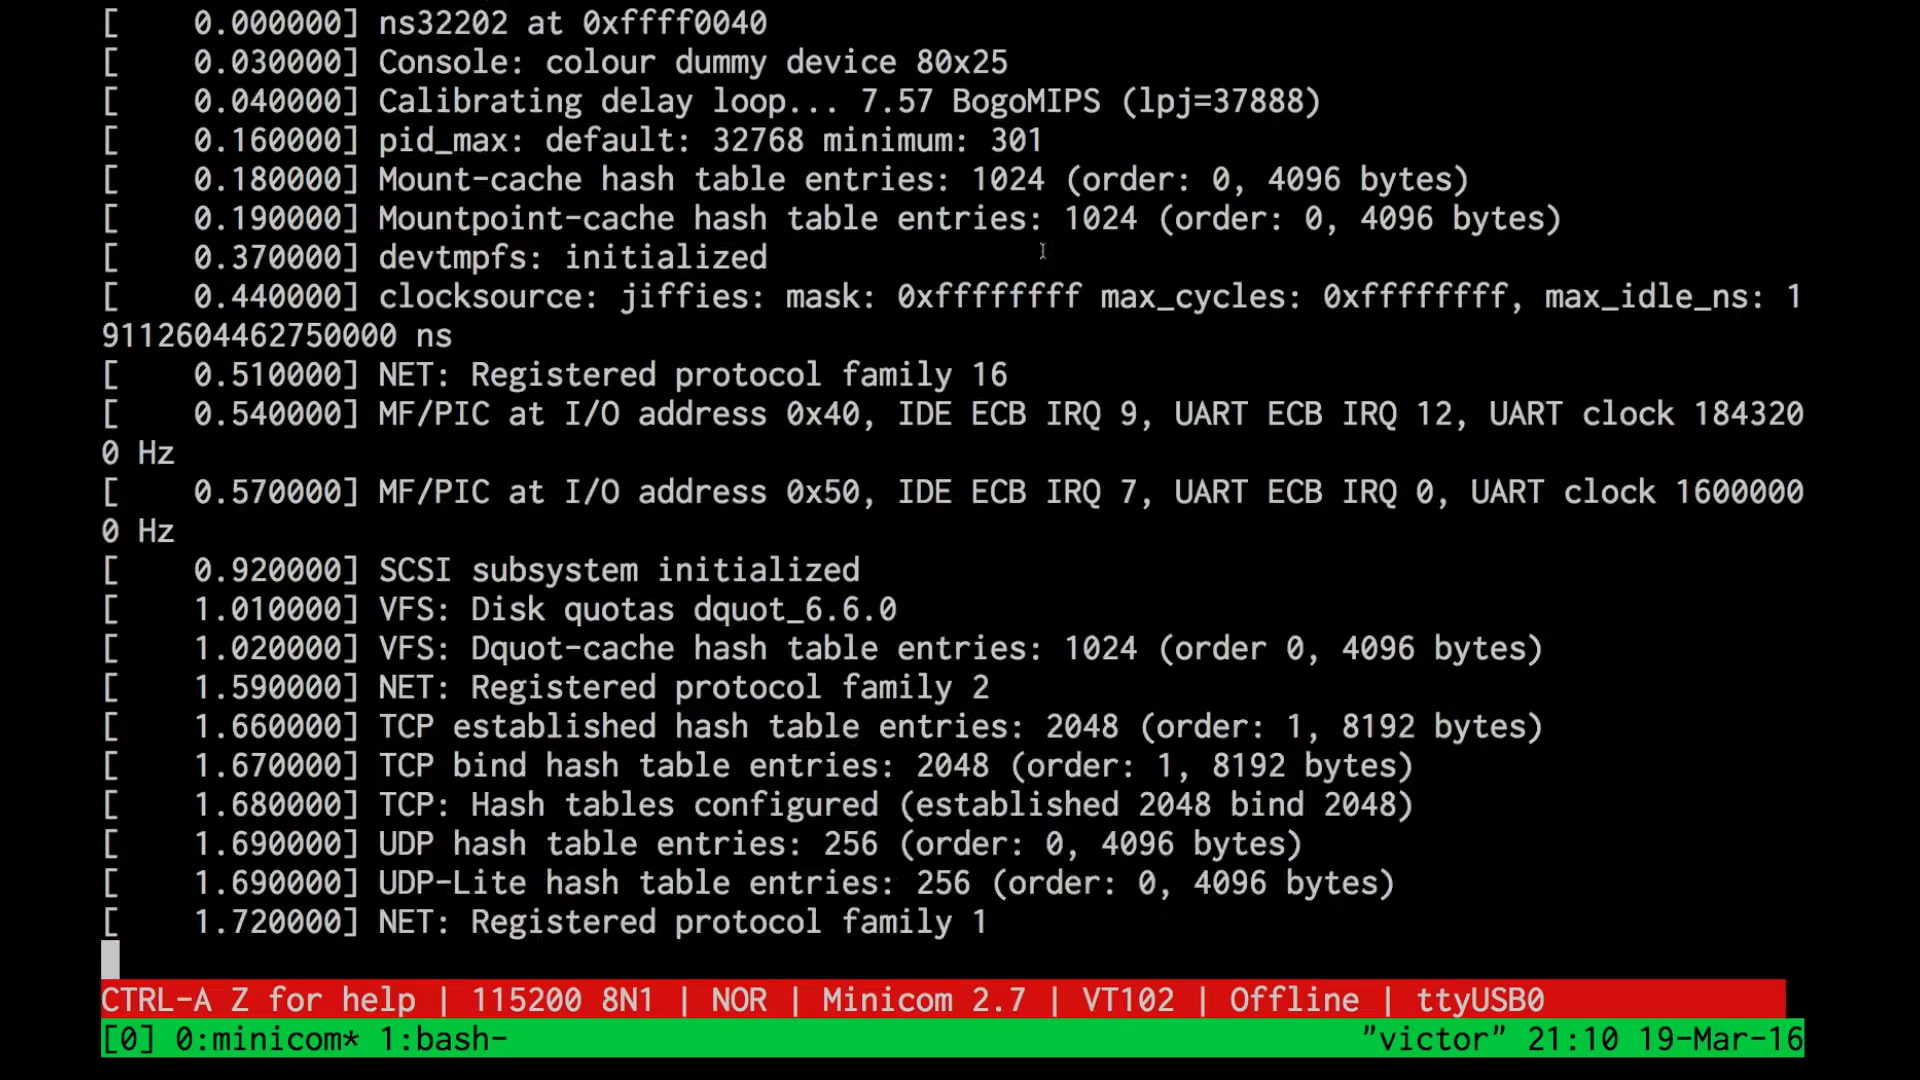 [    0.000000] ns32202 at 0xffff0040
[    0.030000] Console: colour dummy device 80x25
[    0.040000] Calibrating delay loop... 7.57 BogoMIPS (lpj=37888)
[    0.160000] pid_max: default: 32768 minimum: 301
[    0.180000] Mount-cache hash table entries: 1024 (order: 0, 4096 bytes)
[    0.190000] Mountpoint-cache hash table entries: 1024 (order: 0, 4096 bytes)
[    0.370000] devtmpfs: initialized
[    0.440000] clocksource: jiffies: mask: 0xffffffff max_cycles: 0xffffffff, max_idle_ns: 1
9112604462750000 ns
[    0.510000] NET: Registered protocol family 16
[    0.540000] MF/PIC at I/O address 0x40, IDE ECB IRQ 9, UART ECB IRQ 12, UART clock 184320
0 Hz
[    0.570000] MF/PIC at I/O address 0x50, IDE ECB IRQ 7, UART ECB IRQ 0, UART clock 1600000
0 Hz
[    0.920000] SCSI subsystem initialized
[    1.010000] VFS: Disk quotas dquot_6.6.0
[    1.020000] VFS: Dquot-cache hash table entries: 1024 (order 0, 4096 bytes)
[    1.590000] NET: Registered protocol family 2
[    1.660000] TCP established hash table entries: 2048 (order: 1, 8192 bytes)
[    1.670000] TCP bind hash table entries: 2048 (order: 1, 8192 bytes)
[    1.680000] TCP: Hash tables configured (established 2048 bind 2048)
[    1.690000] UDP hash table entries: 256 (order: 0, 4096 bytes)
[    1.690000] UDP-Lite hash table entries: 256 (order: 0, 4096 bytes)
[    1.720000] NET: Registered protocol family 1
CTRL-A Z for help | 115200 8N1 | NOR | Minicom 2.7 | VT102 | Offline | ttyUSB0
[0] 0:minicom* 1:bash- "victor" 21:10 19-Mar-16